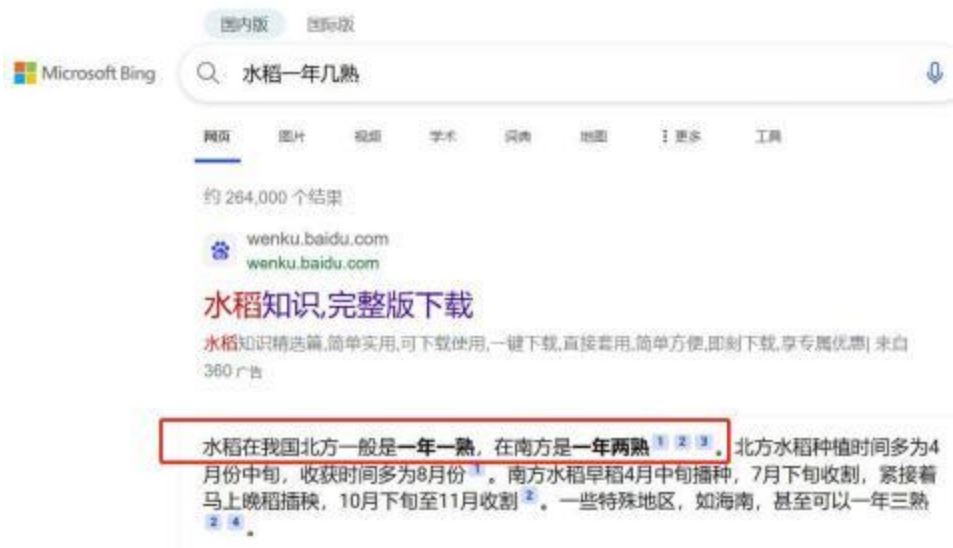 国内版 国际版
Microsoft Bing 水稻一年几熟
网页 图片 视频 学术 词典 地图 ⋮更多 工具
约 264,000 个结果
wenku.baidu.com
wenku.baidu.com
水稻知识,完整版下载
水稻知识精选篇,简单实用,可下载使用,一键下载,直接套用,简单方便,即刻下载,享专属优惠| 来自
360 广告
水稻在我国北方一般是一年一熟，在南方是一年两熟 1 2 3 。北方水稻种植时间多为4
月份中旬，收获时间多为8月份 1 。南方水稻早稻4月中旬播种，7月下旬收割，紧接着
马上晚稻插秧，10月下旬至11月收割 2 。一些特殊地区，如海南，甚至可以一年三熟
2 4 。